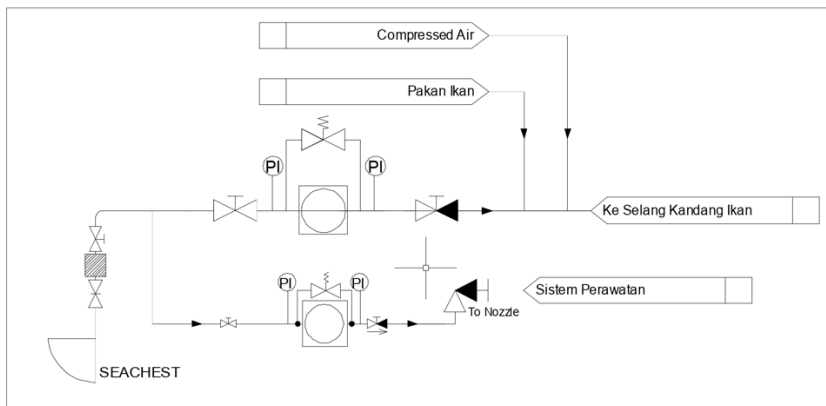 Compressed Air
Pakan Ikan
PI
PI
Ke Selang Kandang Ikan
PI
PI
Sistem Perawatan
To Nozzle
SEACHEST